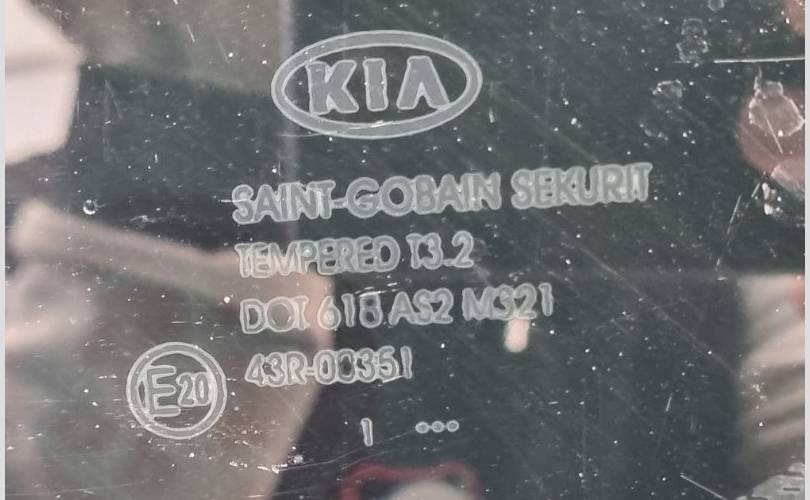 KIA
SAINT-GOBAIN SEKURIT
TEMPERED T3.2
DOT 618 AS2 M321
43R-00351
E20
1 •••